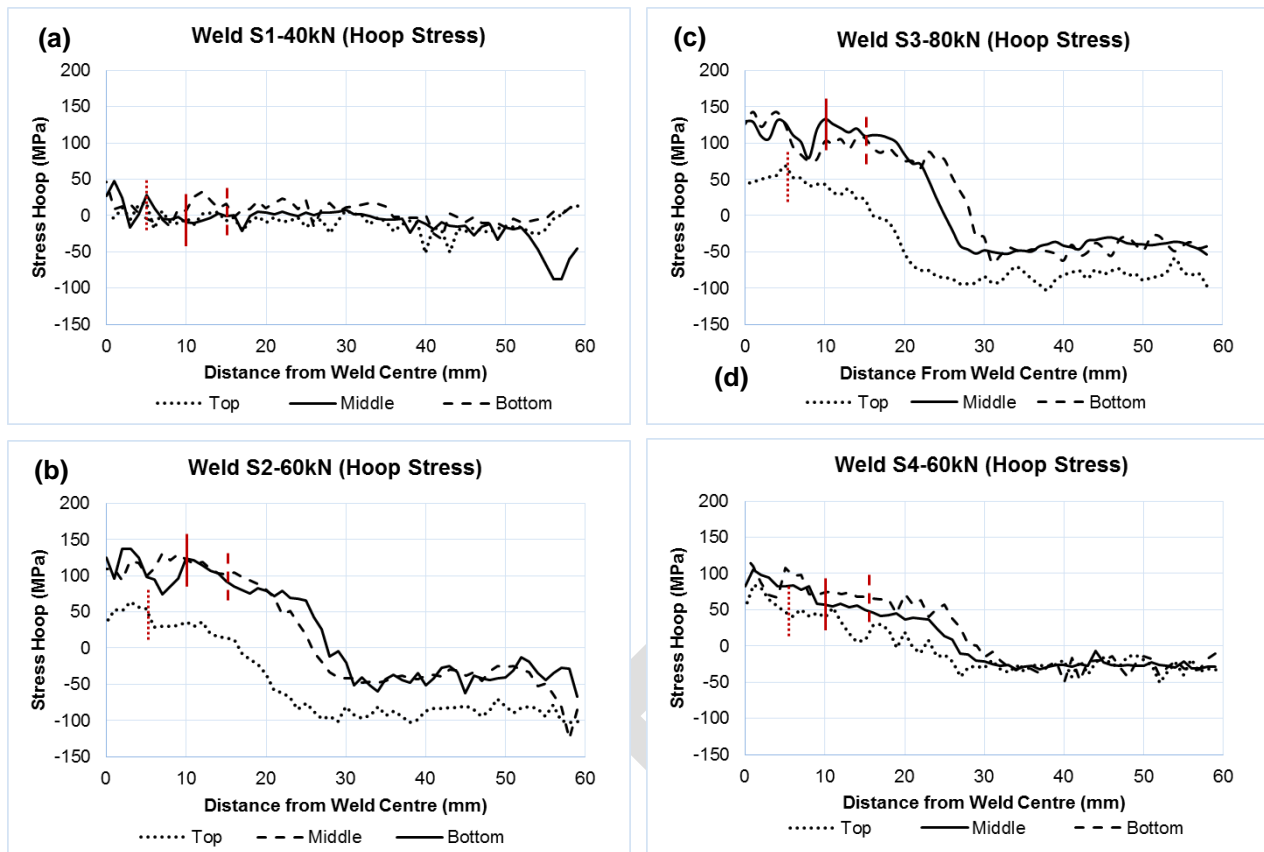 (a)
Weld S1-40kN (Hoop Stress)
Stress Hoop (MPa)
200
150
100
50
0
-50
-100
-150
0 10 20 30 40 50 60
Distance from Weld Centre (mm)
Top Middle Bottom
(c)
Weld S3-80kN (Hoop Stress)
Stress Hoop (MPa)
200
150
100
50
0
-50
-100
-150
0 10 20 30 40 50 60
Distance From Weld Centre (mm)
(d)
Top Middle Bottom
(b)
Weld S2-60kN (Hoop Stress)
Stress Hoop (MPa)
200
150
100
50
0
-50
-100
-150
0 10 20 30 40 50 60
Distance from Weld Centre (mm)
Top Middle Bottom
Weld S4-60kN (Hoop Stress)
Stress Hoop (MPa)
200
150
100
50
0
-50
-100
-150
0 10 20 30 40 50 60
Distance from Weld Centre (mm)
Top Middle Bottom